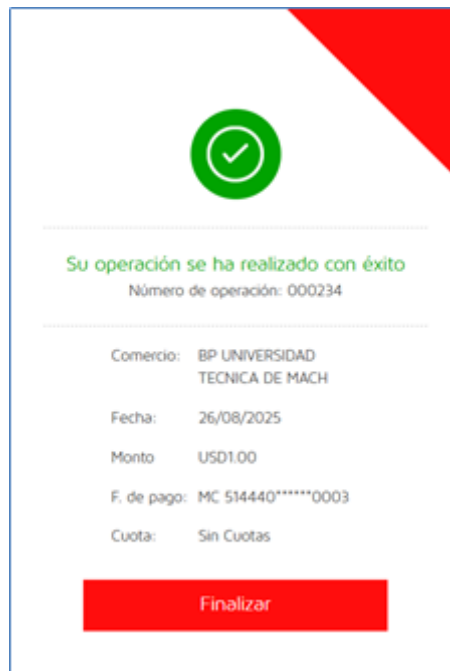 Su operación se ha realizado con éxito
Número de operación: 000234
Comercio: BP UNIVERSIDAD
TECNICA DE MACH
Fecha: 26/08/2025
Monto USD1.00
F. de pago: MC 514440******0003
Cuota: Sin Cuotas
Finalizar